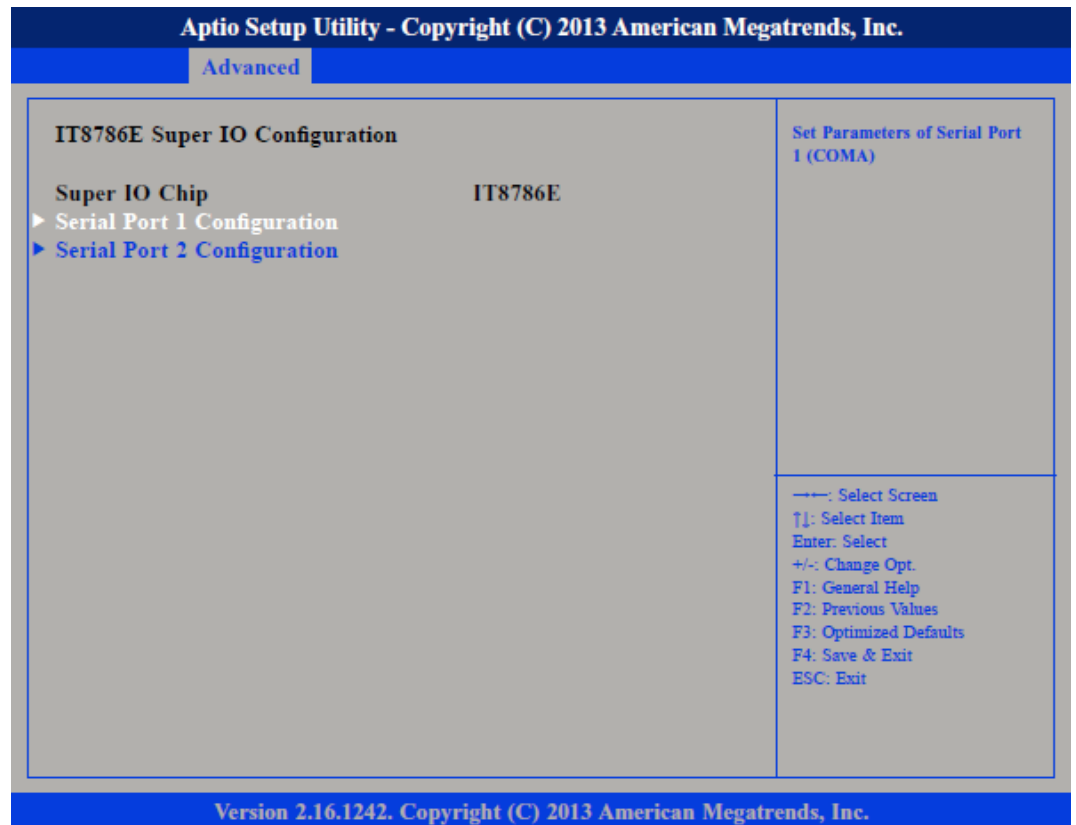 Aptio Setup Utility - Copyright (C) 2013 American Megatrends, Inc.
Advanced
IT8786E Super IO Configuration
Super IO Chip IT8786E
▶ Serial Port 1 Configuration
▶ Serial Port 2 Configuration
Set Parameters of Serial Port
1 (COMA)
→←: Select Screen
↑↓: Select Item
Enter: Select
+/-: Change Opt.
F1: General Help
F2: Previous Values
F3: Optimized Defaults
F4: Save & Exit
ESC: Exit
Version 2.16.1242. Copyright (C) 2013 American Megatrends, Inc.